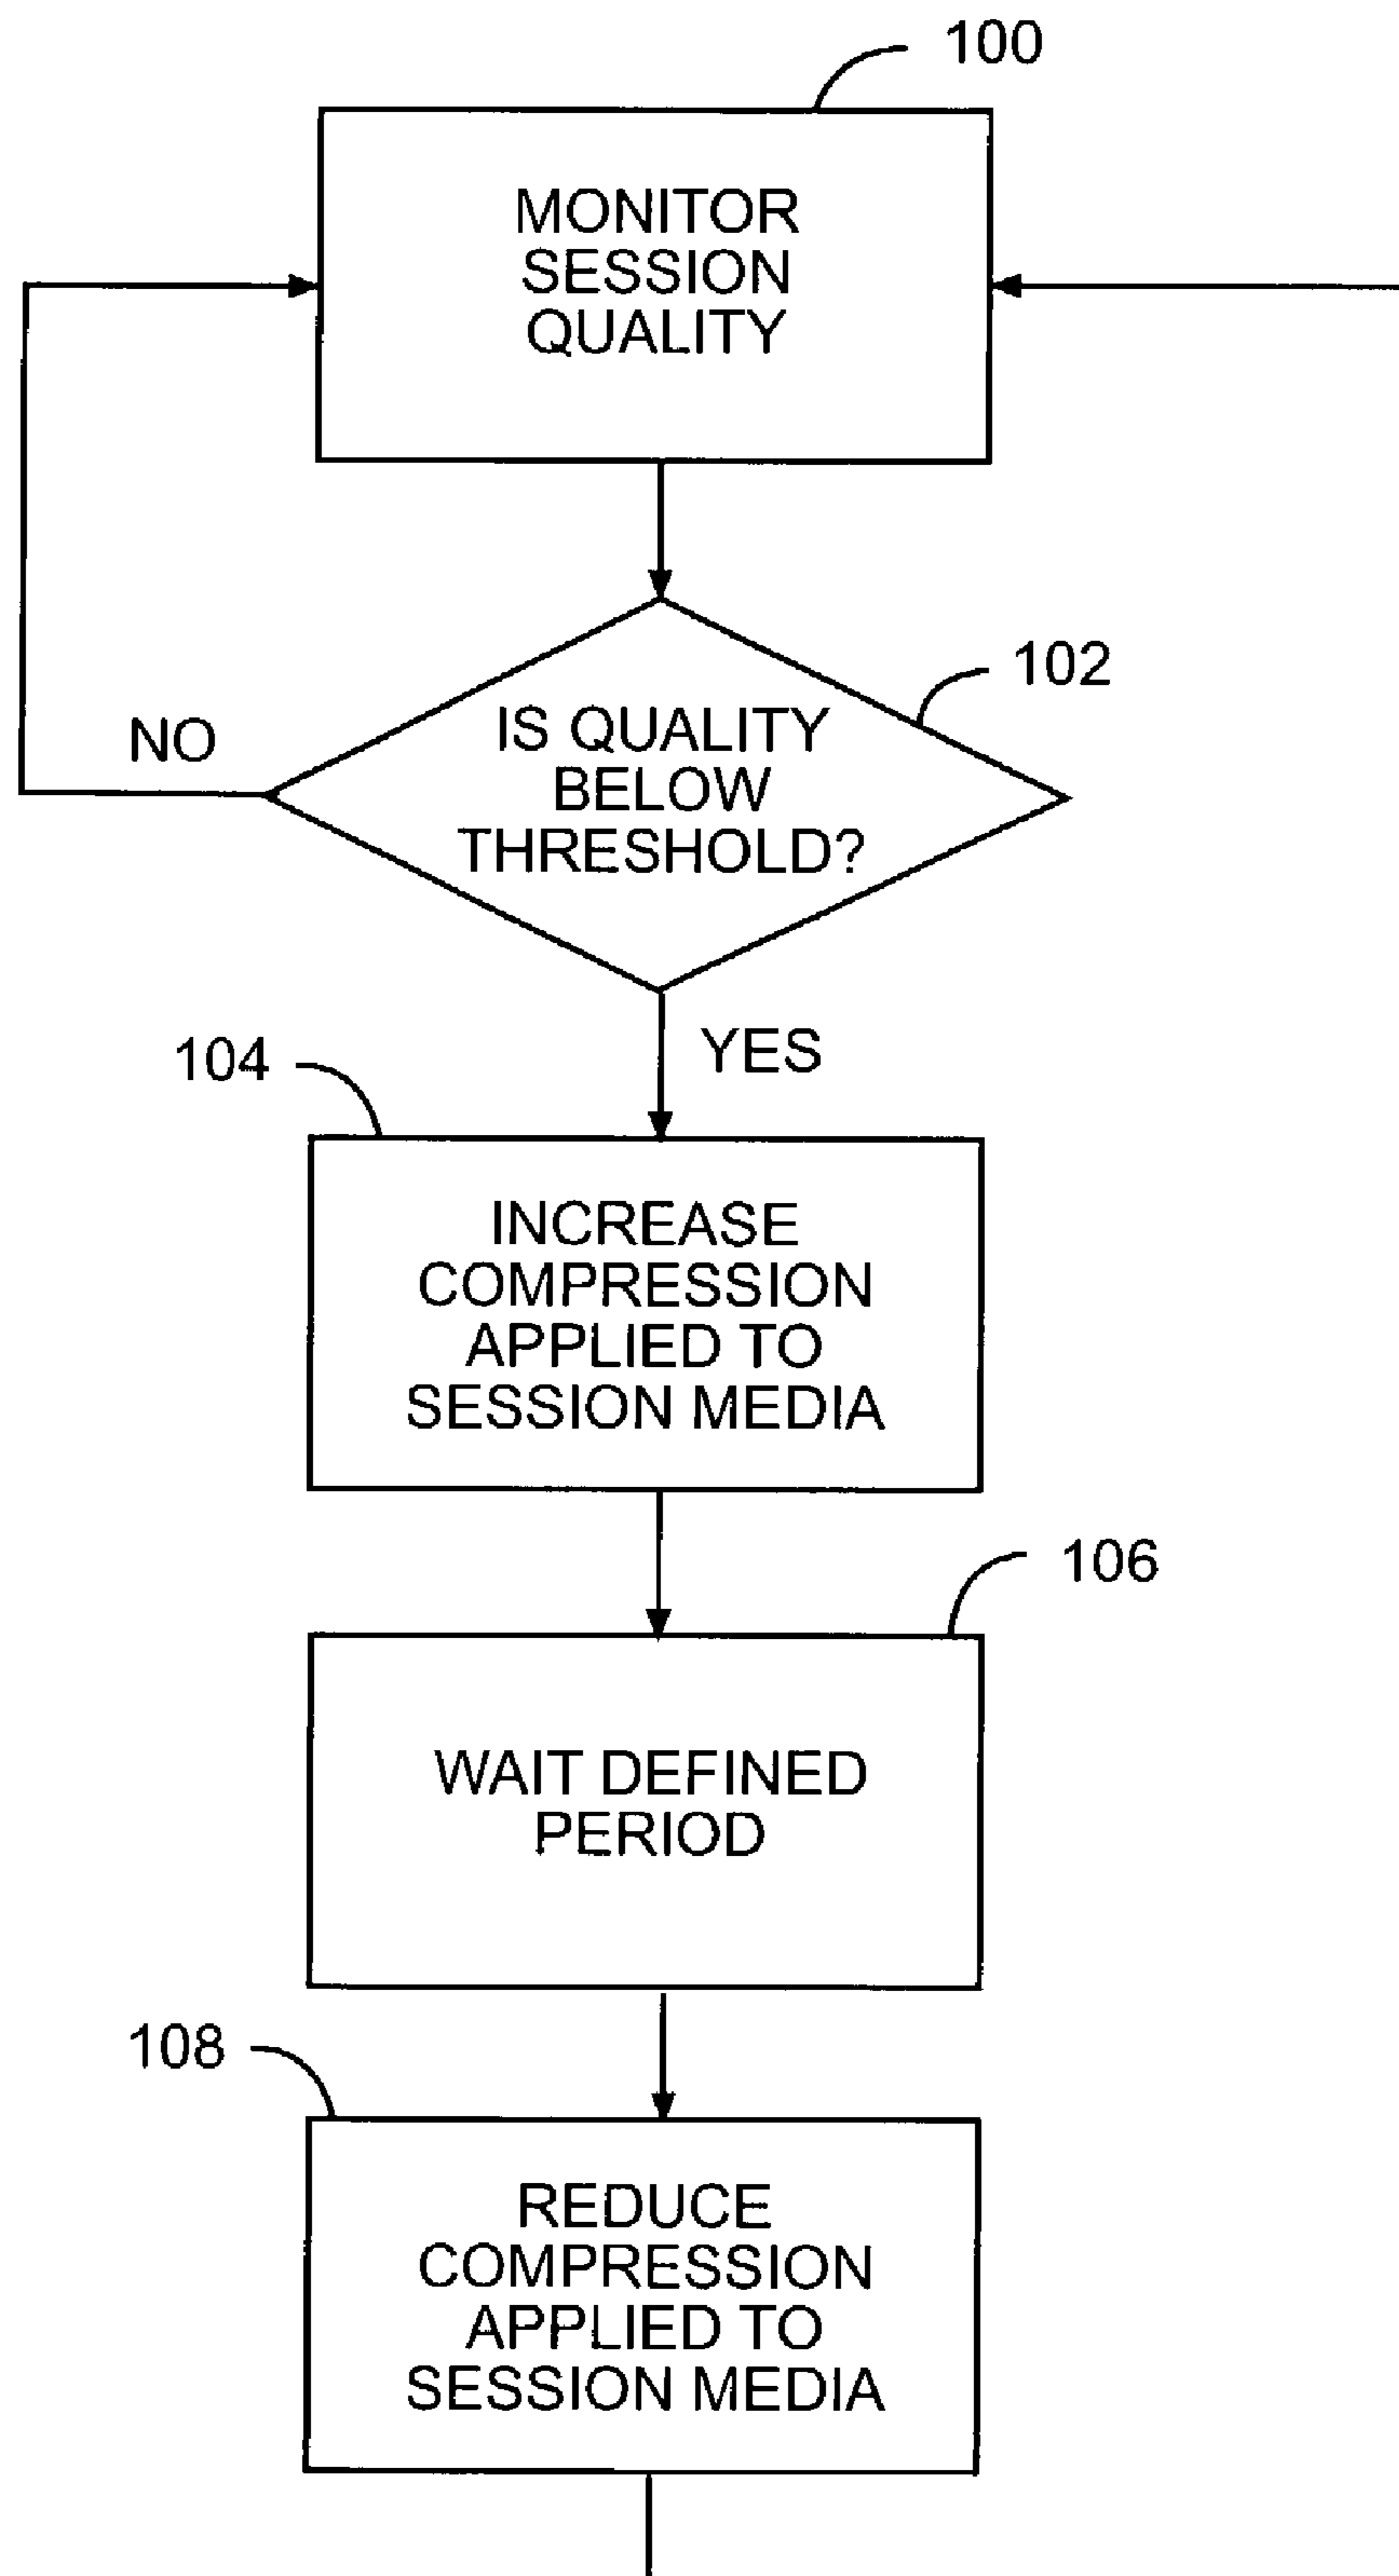 100
MONITOR
SESSION
QUALITY
102
IS QUALITY
BELOW
THRESHOLD?
NO
YES
104
INCREASE
COMPRESSION
APPLIED TO
SESSION MEDIA
106
WAIT DEFINED
PERIOD
108
REDUCE
COMPRESSION
APPLIED TO
SESSION MEDIA